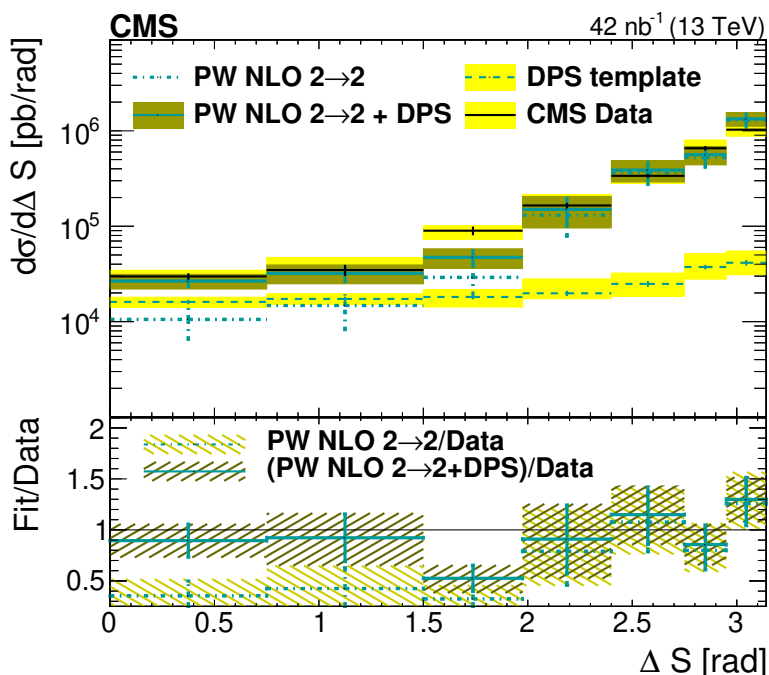 CMS 42 nb⁻¹ (13 TeV)
dσ/dΔ S [pb/rad]
PW NLO 2→2 DPS template
PW NLO 2→2 + DPS CMS Data
10⁶
10⁵
10⁴
Fit/Data
PW NLO 2→2/Data
(PW NLO 2→2+DPS)/Data
2
1.5
1
0.5
0 0.5 1 1.5 2 2.5 3
Δ S [rad]